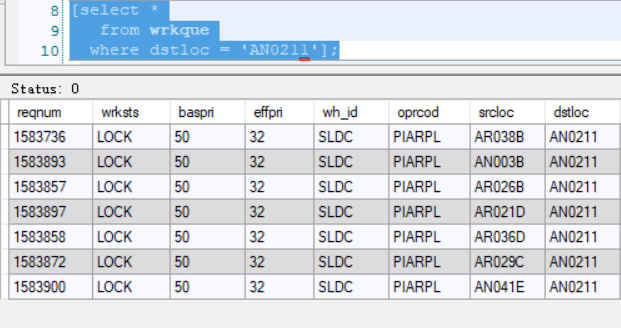 8 [select *
9 from wrkque
10 where dstloc = 'AN0211'];
Status: 0
reqnum wrksts baspri effpri wh_id oprcod srcloc dstloc
1583736 LOCK 50 32 SLDC PIARPL AR038B AN0211
1583893 LOCK 50 32 SLDC PIARPL AN003B AN0211
1583857 LOCK 50 32 SLDC PIARPL AR026B AN0211
1583897 LOCK 50 32 SLDC PIARPL AR021D AN0211
1583858 LOCK 50 32 SLDC PIARPL AR036D AN0211
1583872 LOCK 50 32 SLDC PIARPL AR029C AN0211
1583900 LOCK 50 32 SLDC PIARPL AN041E AN0211